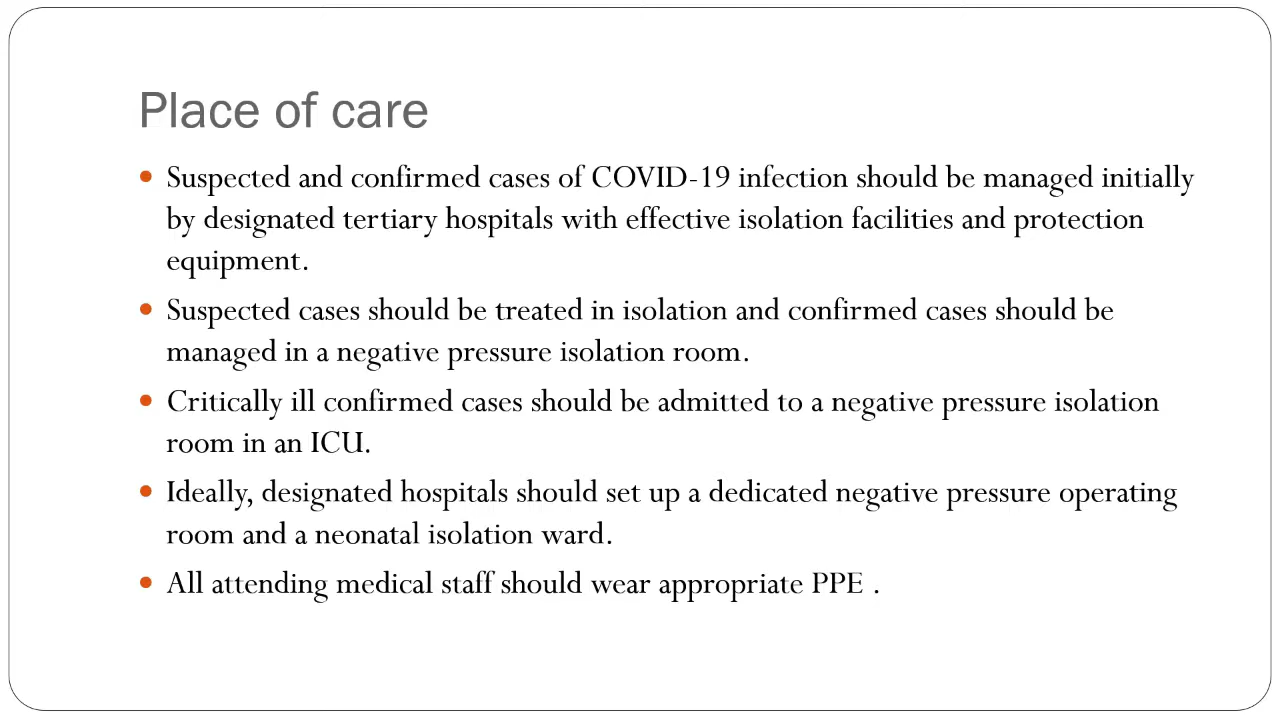 Place of care
• Suspected and confirmed cases of COVID-19 infection should be managed initially
by designated tertiary hospitals with effective isolation facilities and protection
equipment.
• Suspected cases should be treated in isolation and confirmed cases should be
managed in a negative pressure isolation room.
• Critically ill confirmed cases should be admitted to a negative pressure isolation
room in an ICU.
• Ideally, designated hospitals should set up a dedicated negative pressure operating
room and a neonatal isolation ward.
• All attending medical staff should wear appropriate PPE .